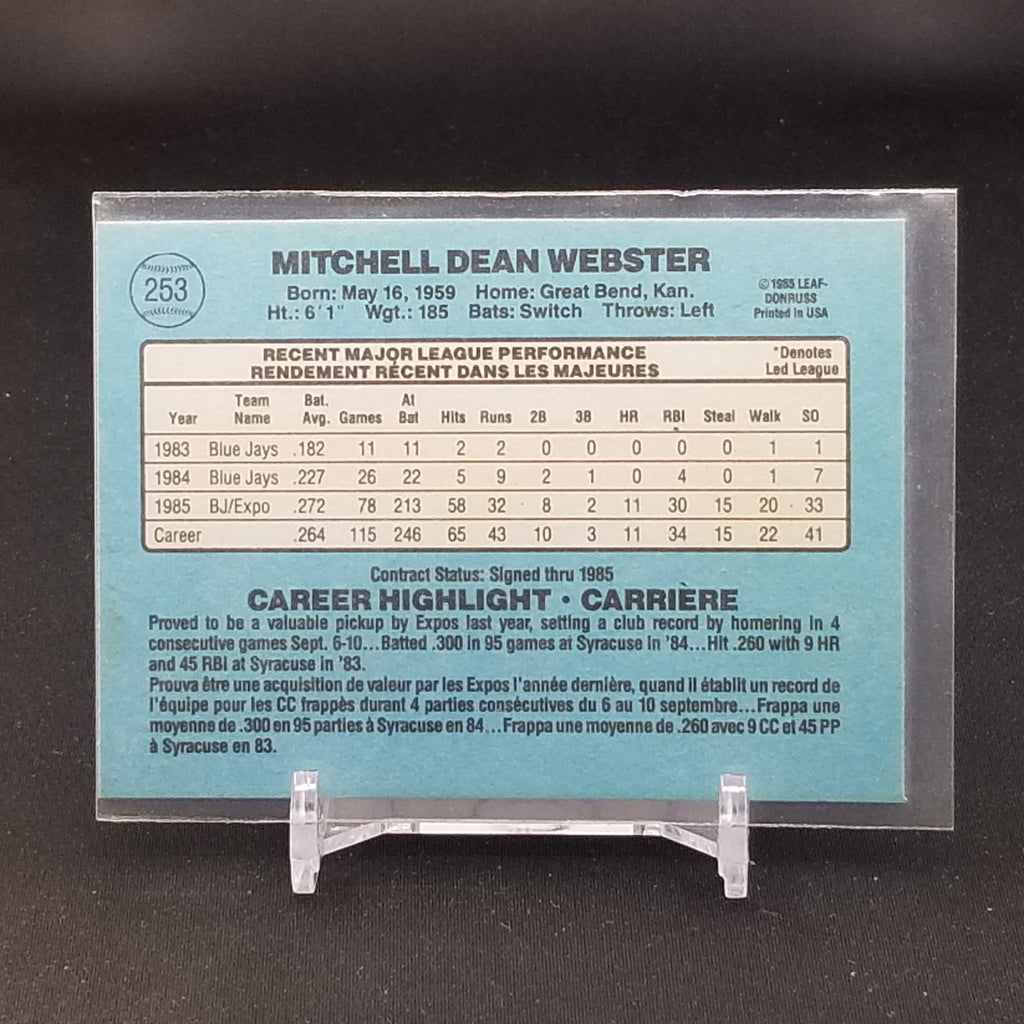 253
MITCHELL DEAN WEBSTER
Born: May 16, 1959 Home: Great Bend, Kan.
Ht.: 6'1" Wgt.: 185 Bats: Switch Throws: Left
©1985 LEAF-
DONRUSS
Printed in USA
RECENT MAJOR LEAGUE PERFORMANCE
RENDEMENT RÉCENT DANS LES MAJEURES
*Denotes
Led League
Year Team Name Bat. Avg. Games At Bat Hits Runs 2B 3B HR RBI Steal Walk SO
1983 Blue Jays .182 11 11 2 2 0 0 0 0 0 1 1
1984 Blue Jays .227 26 22 5 9 2 1 0 4 0 1 7
1985 BJ/Expo .272 78 213 58 32 8 2 11 30 15 20 33
Career .264 115 246 65 43 10 3 11 34 15 22 41
Contract Status: Signed thru 1985
CAREER HIGHLIGHT • CARRIÈRE
Proved to be a valuable pickup by Expos last year, setting a club record by homering in 4
consecutive games Sept. 6-10...Batted .300 in 95 games at Syracuse in '84...Hit .260 with 9 HR
and 45 RBI at Syracuse in '83.
Prouva être une acquisition de valeur par les Expos l'année dernière, quand il établit un record de
l'équipe pour les CC frappès durant 4 parties consécutives du 6 au 10 septembre...Frappa une
moyenne de .300 en 95 parties à Syracuse en 84...Frappa une moyenne de .260 avec 9 CC et 45 PP
à Syracuse en 83.